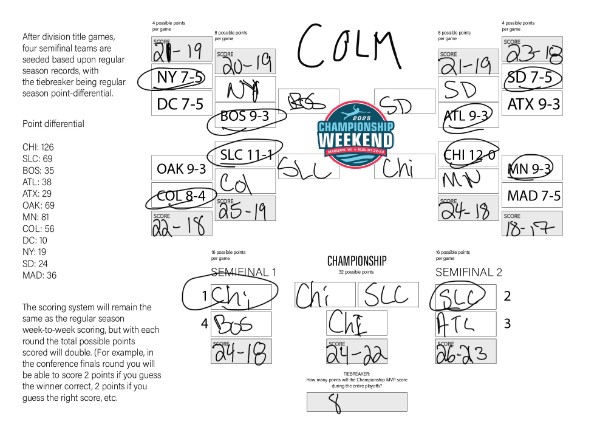 COLM
After division title games,
four semifinal teams are
seeded based upon regular
season records, with
the tiebreaker being regular
season point-differential.
Point differential
CHI: 126
SLC: 69
BOS: 35
ATL: 38
ATX: 29
OAK: 69
MN: 81
COL: 56
DC: 10
NY: 19
SD: 24
MAD: 36
The scoring system will remain
the same as the regular season
week-to-week scoring, but with each
round the total possible points
scored will double. (For example, in
the conference finals round you will
be able to score 2 points if you guess
the winner correct, 2 points if you
guess the right score, etc.
4 possible points
per game
SCORE
21-19
NY 7-5
DC 7-5
OAK 9-3
COL 8-4
SCORE
22-18
8 possible points
per game
SCORE
20-19
NY
BOS 9-3
SLC 11-1
Col
SCORE
25-19
BOS
SLC
2025
CHAMPIONSHIP
WEEKEND
SD
Chi
8 possible points
per game
SCORE
21-19
SD
ATL 9-3
CHI 12-0
MN
SCORE
24-18
4 possible points
per game
SCORE
23-18
SD 7-5
ATX 9-3
MN 9-3
MAD 7-5
SCORE
18-17
16 possible points
per game
SEMIFINAL 1
1 Chi
4 Bos
SCORE
24-18
CHAMPIONSHIP
32 possible points
Chi SLC
CHI
SCORE
24-22
16 possible points
per game
SEMIFINAL 2
SLC 2
ATL 3
SCORE
26-23
TIEBREAKER:
How many points will the Championship MVP score
during the entire playoffs?
8